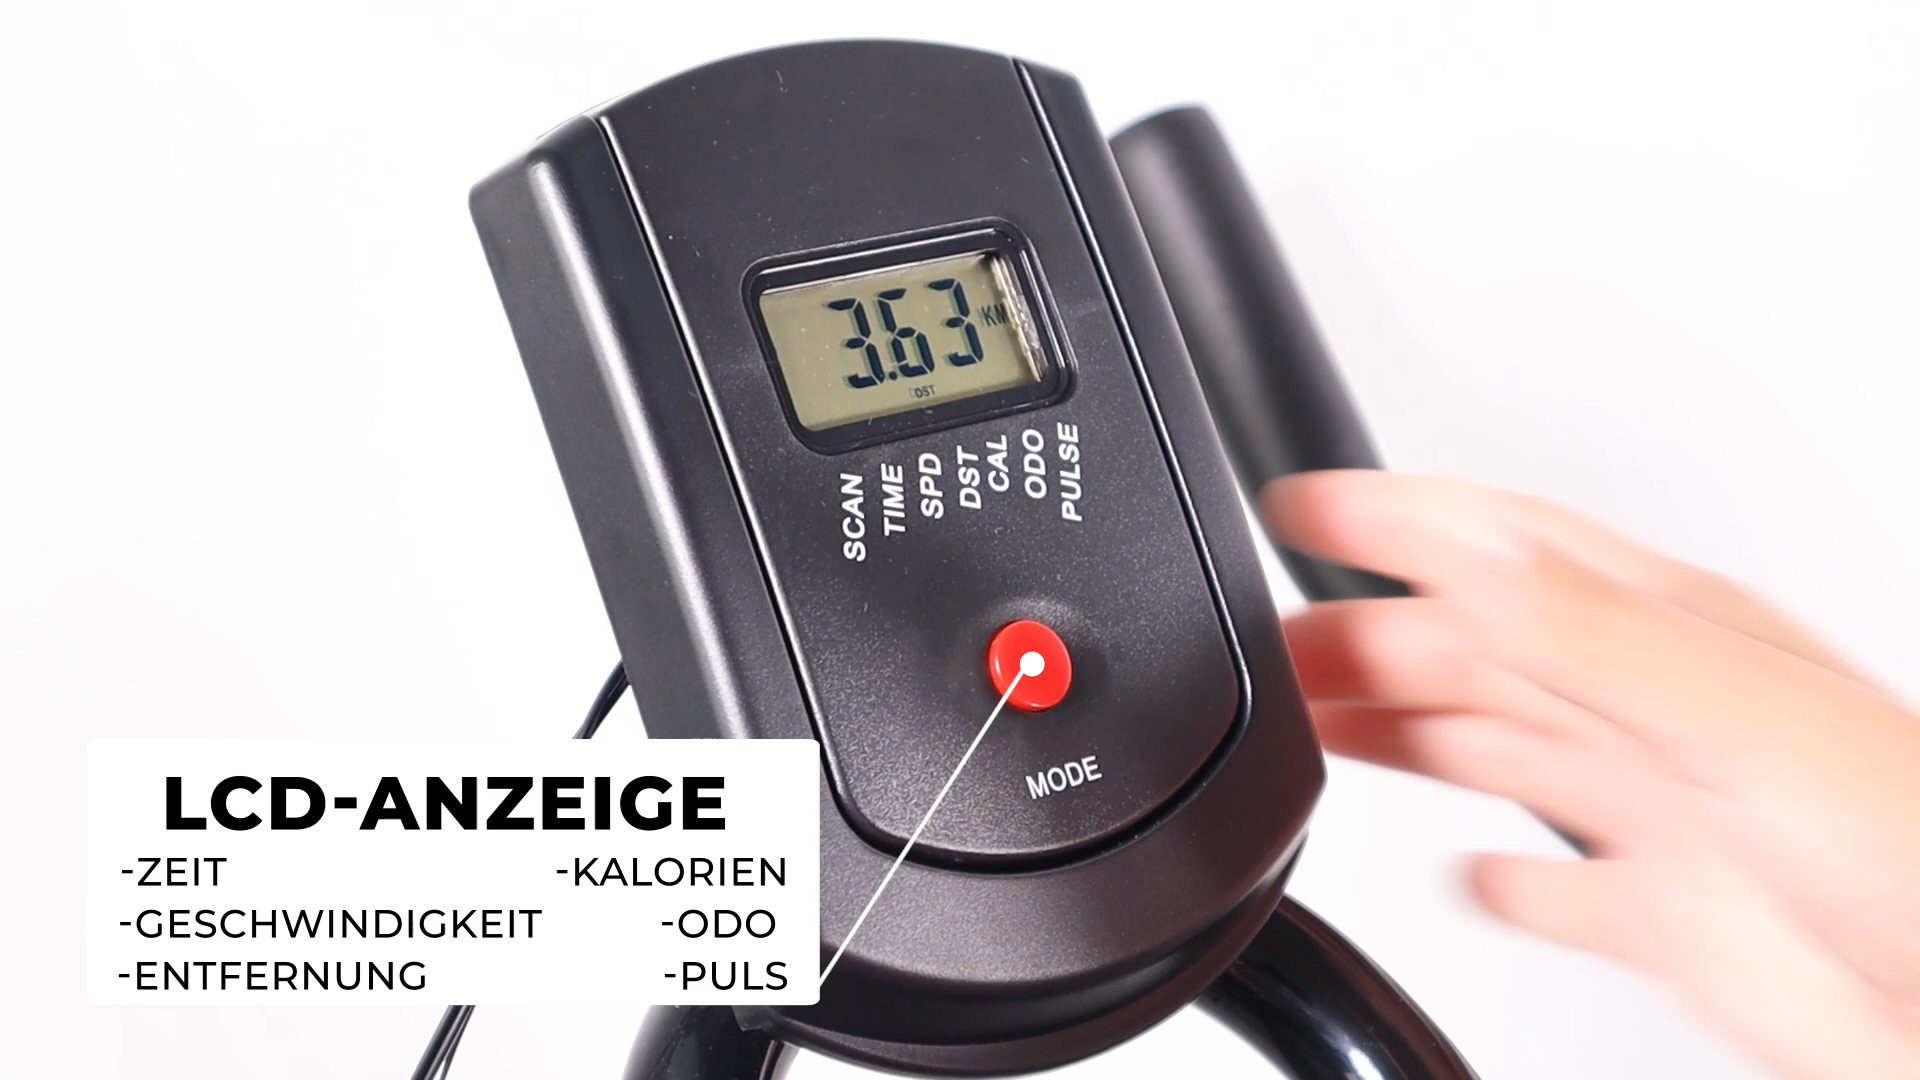 3.63 KM
DST
SCAN
TIME
SPD
DST
CAL
ODO
PULSE
MODE
LCD-ANZEIGE
-ZEIT
-GESCHWINDIGKEIT
-ENTFERNUNG
-KALORIEN
-ODO
-PULS